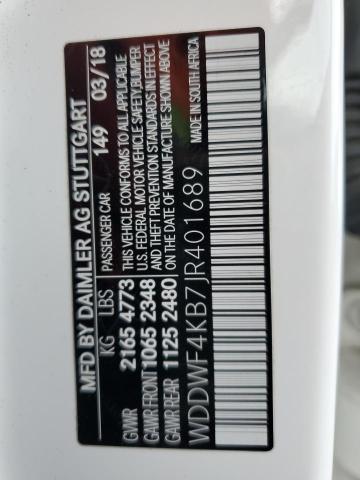 MFD BY DAIMLER AG STUTTGART
KG LBS PASSENGER CAR 149 03/18
GVWR 2165 4773 THIS VEHICLE CONFORMS TO ALL APPLICABLE
GAWR FRONT 1065 2348 U.S. FEDERAL MOTOR VEHICLE SAFETY, BUMPER
GAWR REAR 1125 2480 AND THEFT PREVENTION STANDARDS IN EFFECT
ON THE DATE OF MANUFACTURE SHOWN ABOVE
WDDWF4KB7JR401689 MADE IN SOUTH AFRICA